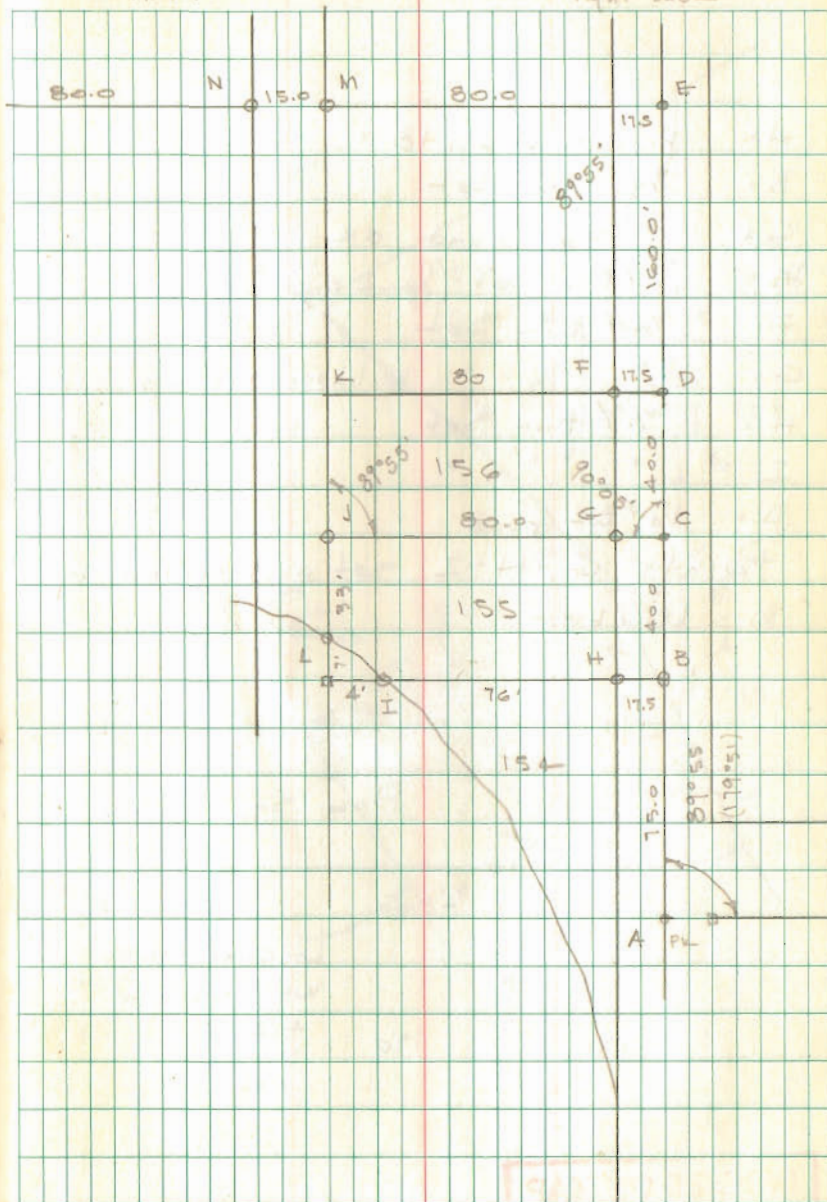 80.0 N 15.0 M 80.0 E
17.5
89°55'
160.0'
K 80 F 17.5 D
89°55' 156 90°05' 40.0
80.0 G C
33' 155 40.0
L 7' H B
4' I 76' 17.5
154
75.0 89°55 (179°51)
A PK